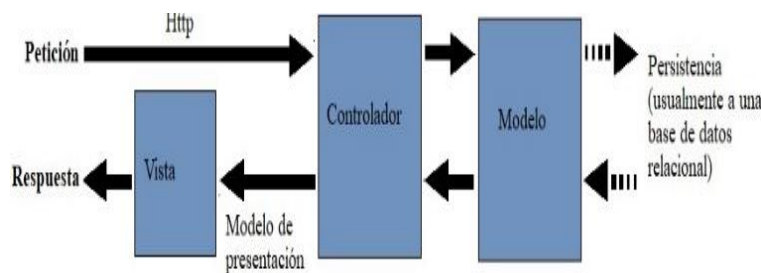 Http
Petición
Controlador
Modelo
Persistencia
(usualmente a una
base de datos
relacional)
Vista
Respuesta
Modelo de
presentación